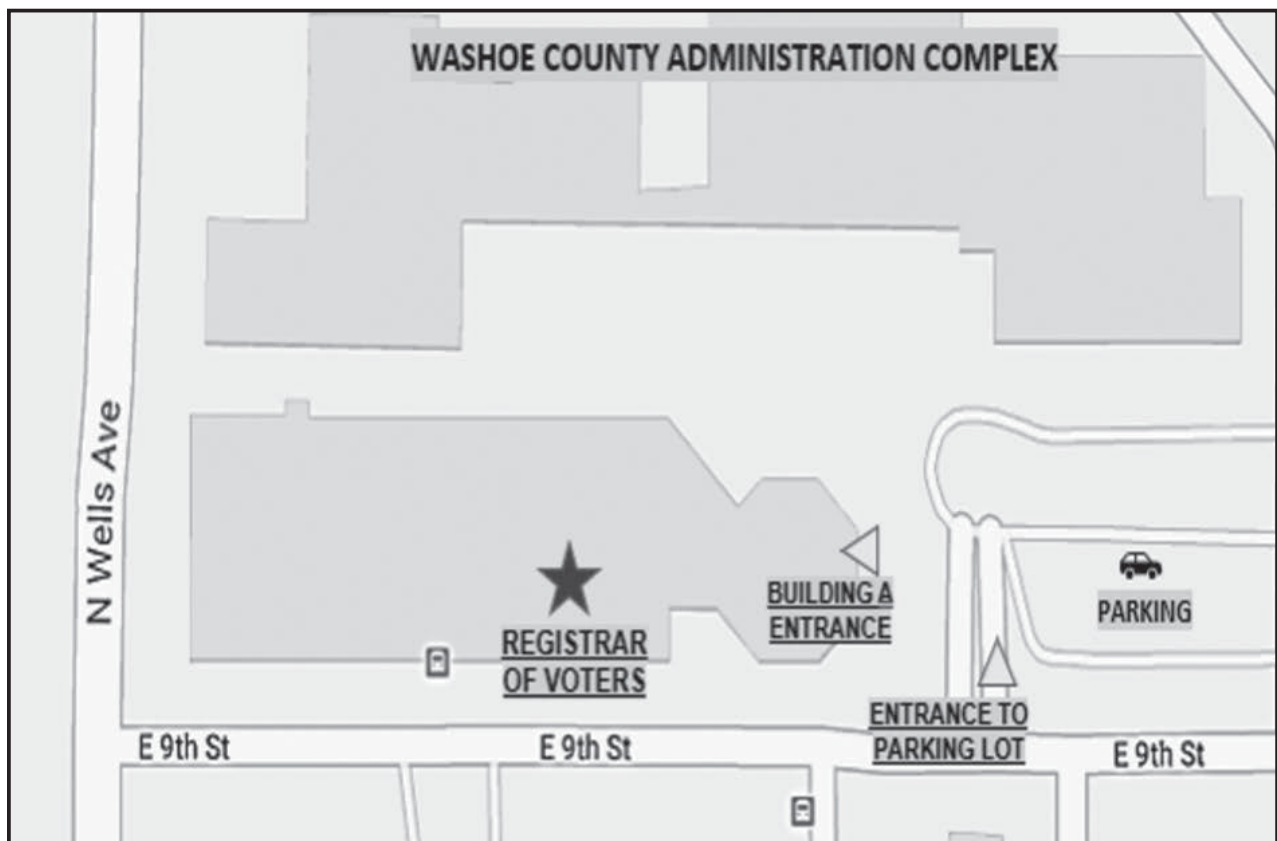 WASHOE COUNTY ADMINISTRATION COMPLEX
N Wells Ave
BUILDING A
ENTRANCE
PARKING
REGISTRAR
OF VOTERS
ENTRANCE TO
PARKING LOT
E 9th St
E 9th St
E 9th St